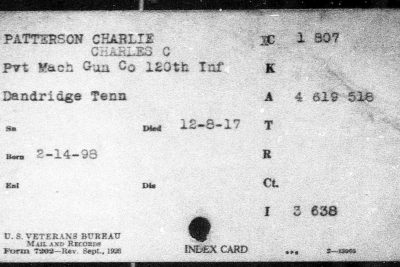 PATTERSON CHARLIE XC 1 807
CHARLES C
Pvt Mach Gun Co 120th Inf K
Dandridge Tenn A 4 619 518
Sn Died 12-8-17 T
Born 2-14-98 R
Enl Dis Ct.
I 3 638
U.S. VETERANS BUREAU
MAIL AND RECORDS
Form 7202—Rev. Sept., 1926 INDEX CARD